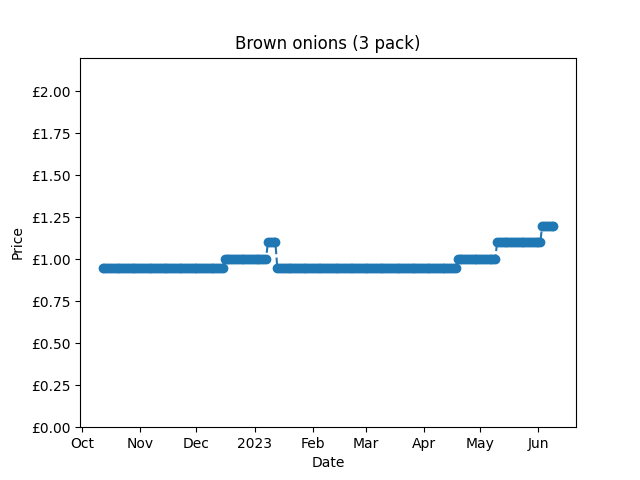 Brown onions (3 pack)
£2.00
£1.75
£1.50
£1.25
£1.00
£0.75
£0.50
£0.25
£0.00
Price
Oct Nov Dec 2023 Feb Mar Apr May Jun
Date